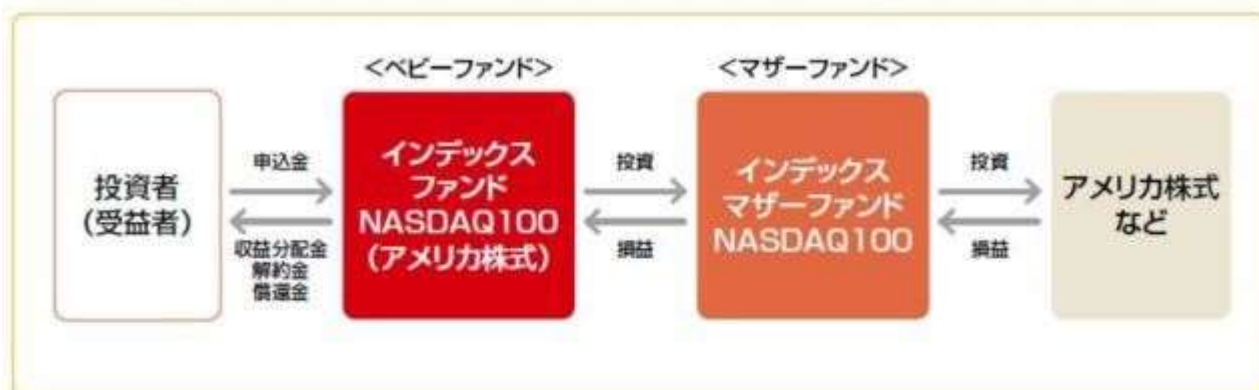 <ベビーファンド>
<マザーファンド>
投資者
(受益者)
申込金
収益分配金
解約金
償還金
インデックス
ファンド
NASDAQ100
(アメリカ株式)
投資
損益
インデックス
マザーファンド
NASDAQ100
投資
損益
アメリカ株式
など